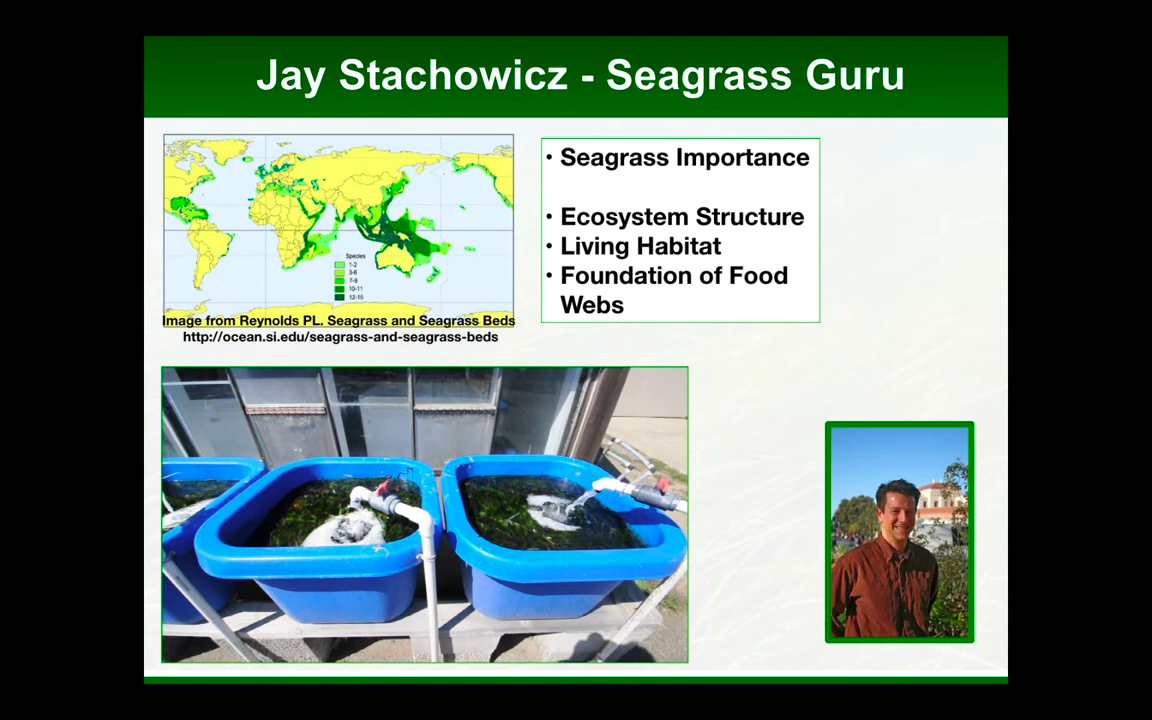 Jay Stachowicz - Seagrass Guru
Species
1-2
3-6
7-9
10-11
12-15
Image from Reynolds PL. Seagrass and Seagrass Beds
http://ocean.si.edu/seagrass-and-seagrass-beds
• Seagrass Importance
• Ecosystem Structure
• Living Habitat
• Foundation of Food
Webs